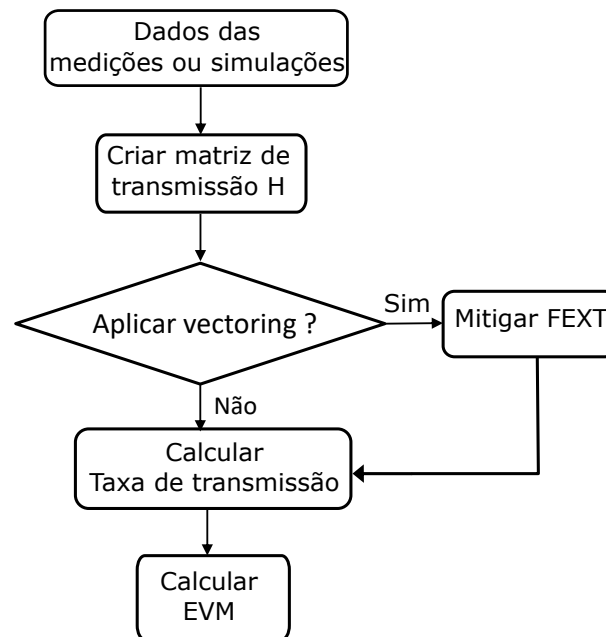 Dados das
medições ou simulações
Criar matriz de
transmissão H
Aplicar vectoring ?
Sim
Mitigar FEXT
Não
Calcular
Taxa de transmissão
Calcular
EVM